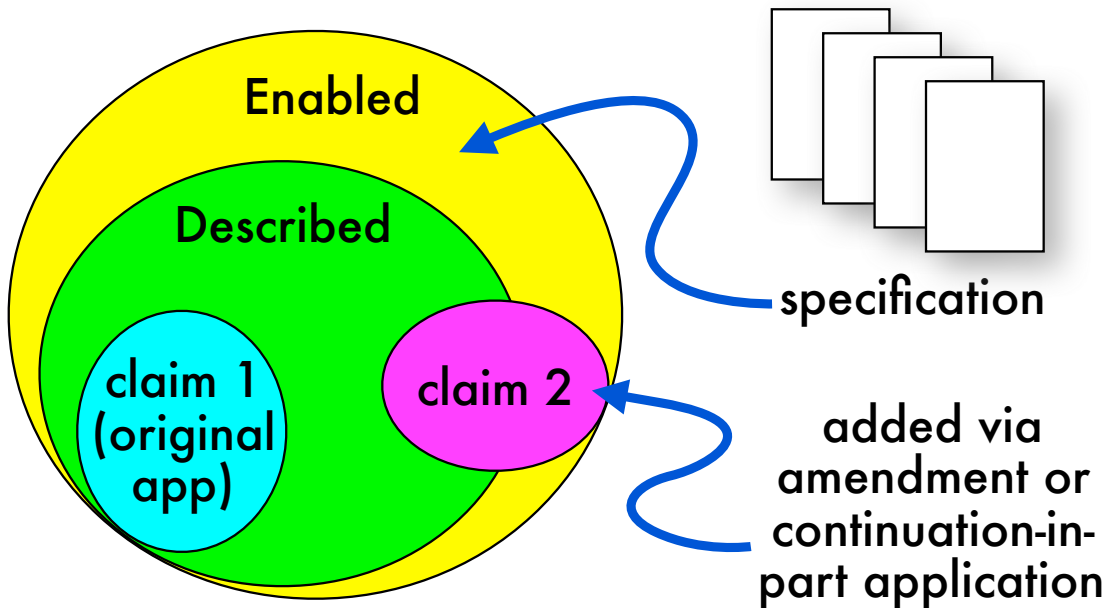 Enabled
Described
claim 1
(original
app)
claim 2
specification
added via
amendment or
continuation-in-
part application